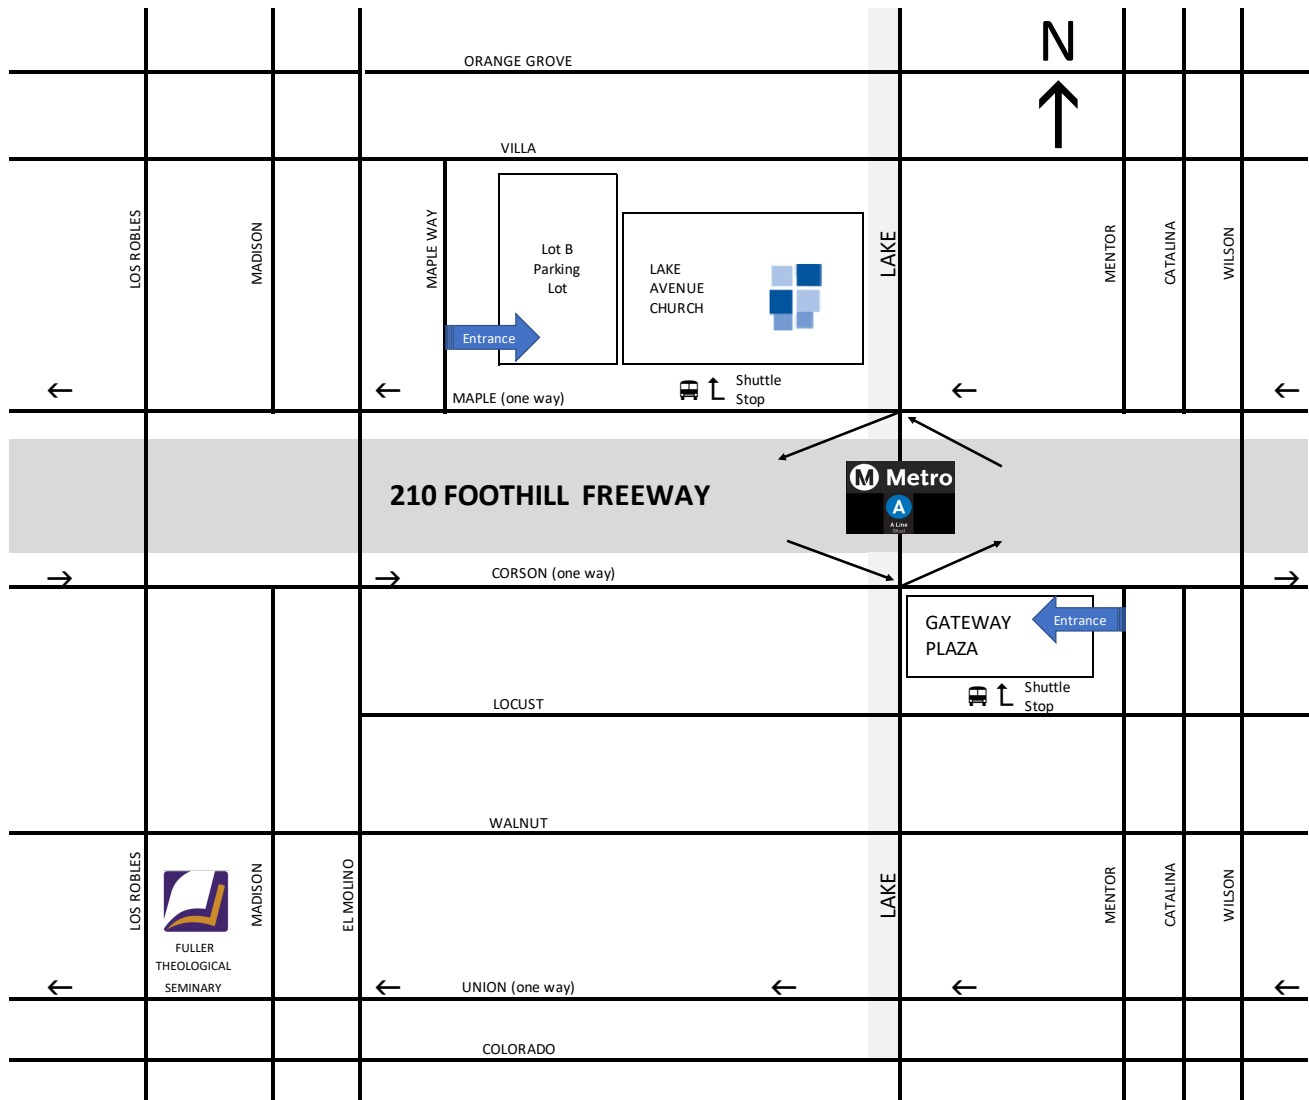 N
ORANGE GROVE
VILLA
LOS ROBLES
MADISON
MAPLE WAY
Lot B
Parking
Lot
LAKE
AVENUE
CHURCH
LAKE
MENTOR
CATALINA
WILSON
Entrance
MAPLE (one way)
Shuttle
Stop
210 FOOTHILL FREEWAY
M Metro
A
A Line
CORSON (one way)
GATEWAY
PLAZA
Entrance
Shuttle
Stop
LOCUST
WALNUT
LOS ROBLES
MADISON
EL MOLINO
LAKE
MENTOR
CATALINA
WILSON
FULLER
THEOLOGICAL
SEMINARY
UNION (one way)
COLORADO